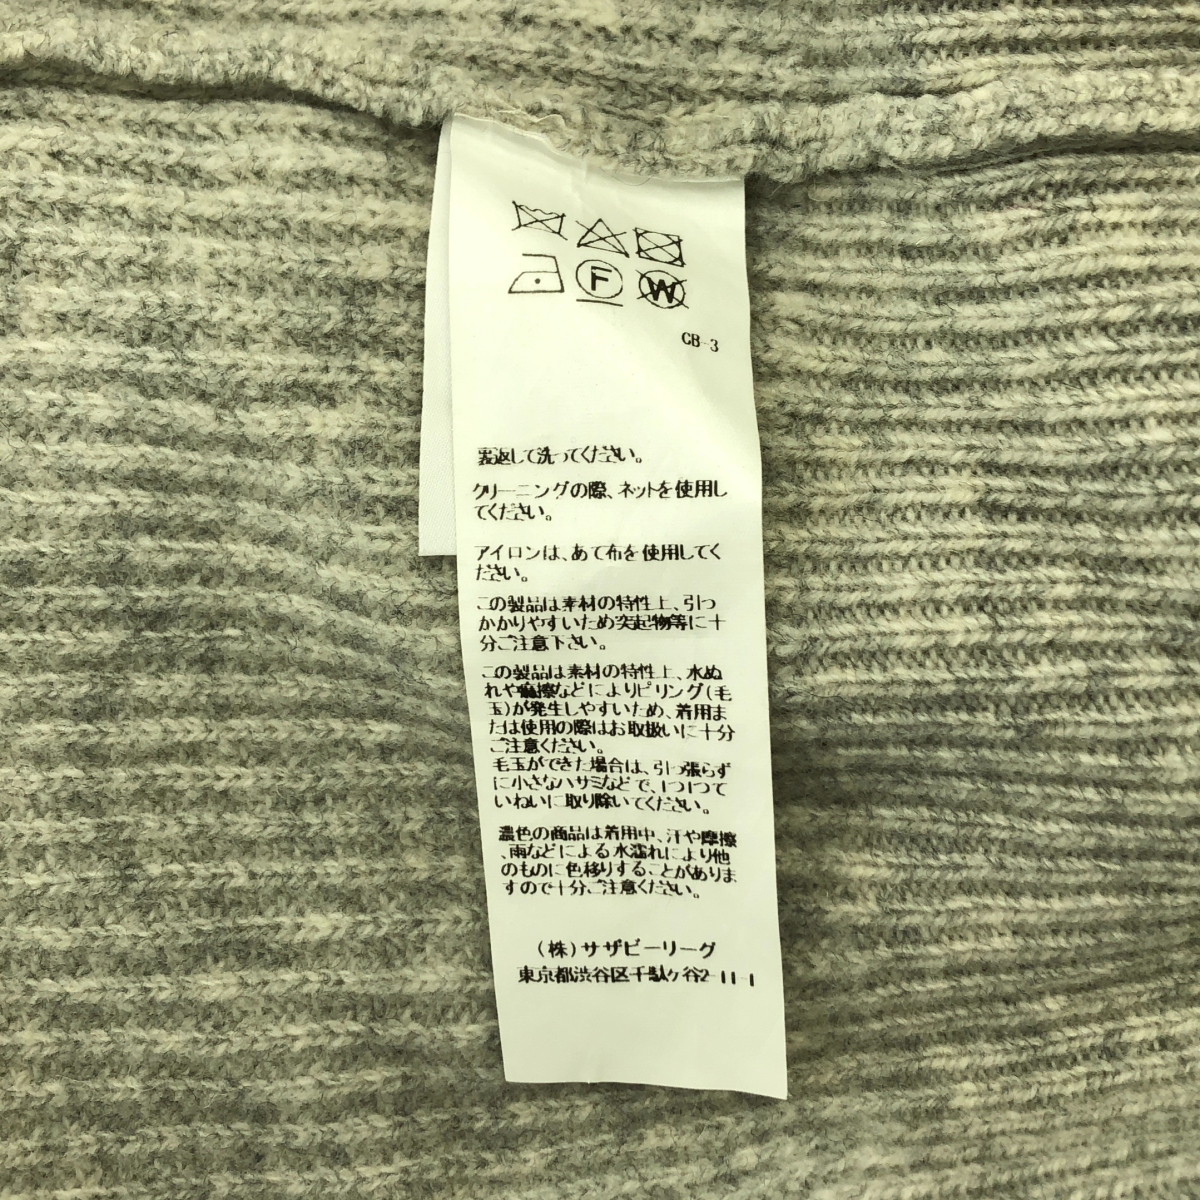 F W
CB-3
裏返して洗ってください。
クリーニングの際、ネットを使用し
てください。
アイロンは、あて布を使用してく
ださい。
この製品は素材の特性上、引っ
かかりやすいため突起物等に十
分ご注意下さい。
この製品は素材の特性上、水ぬ
れや摩擦などによりピリング(毛
玉)が発生しやすいため、着用ま
たは使用の際はお取扱いに十分
ご注意ください。
毛玉ができた場合は、引っ張らず
に小さなハサミなどで、1つ1つて
いねいに取り除いてください。
濃色の商品は着用中、汗や摩擦
、雨などによる水濡れにより他
のものに色移りすることがありま
すので十分ご注意ください。
(株)サザビーリーグ
東京都渋谷区千駄ヶ谷2-11-1